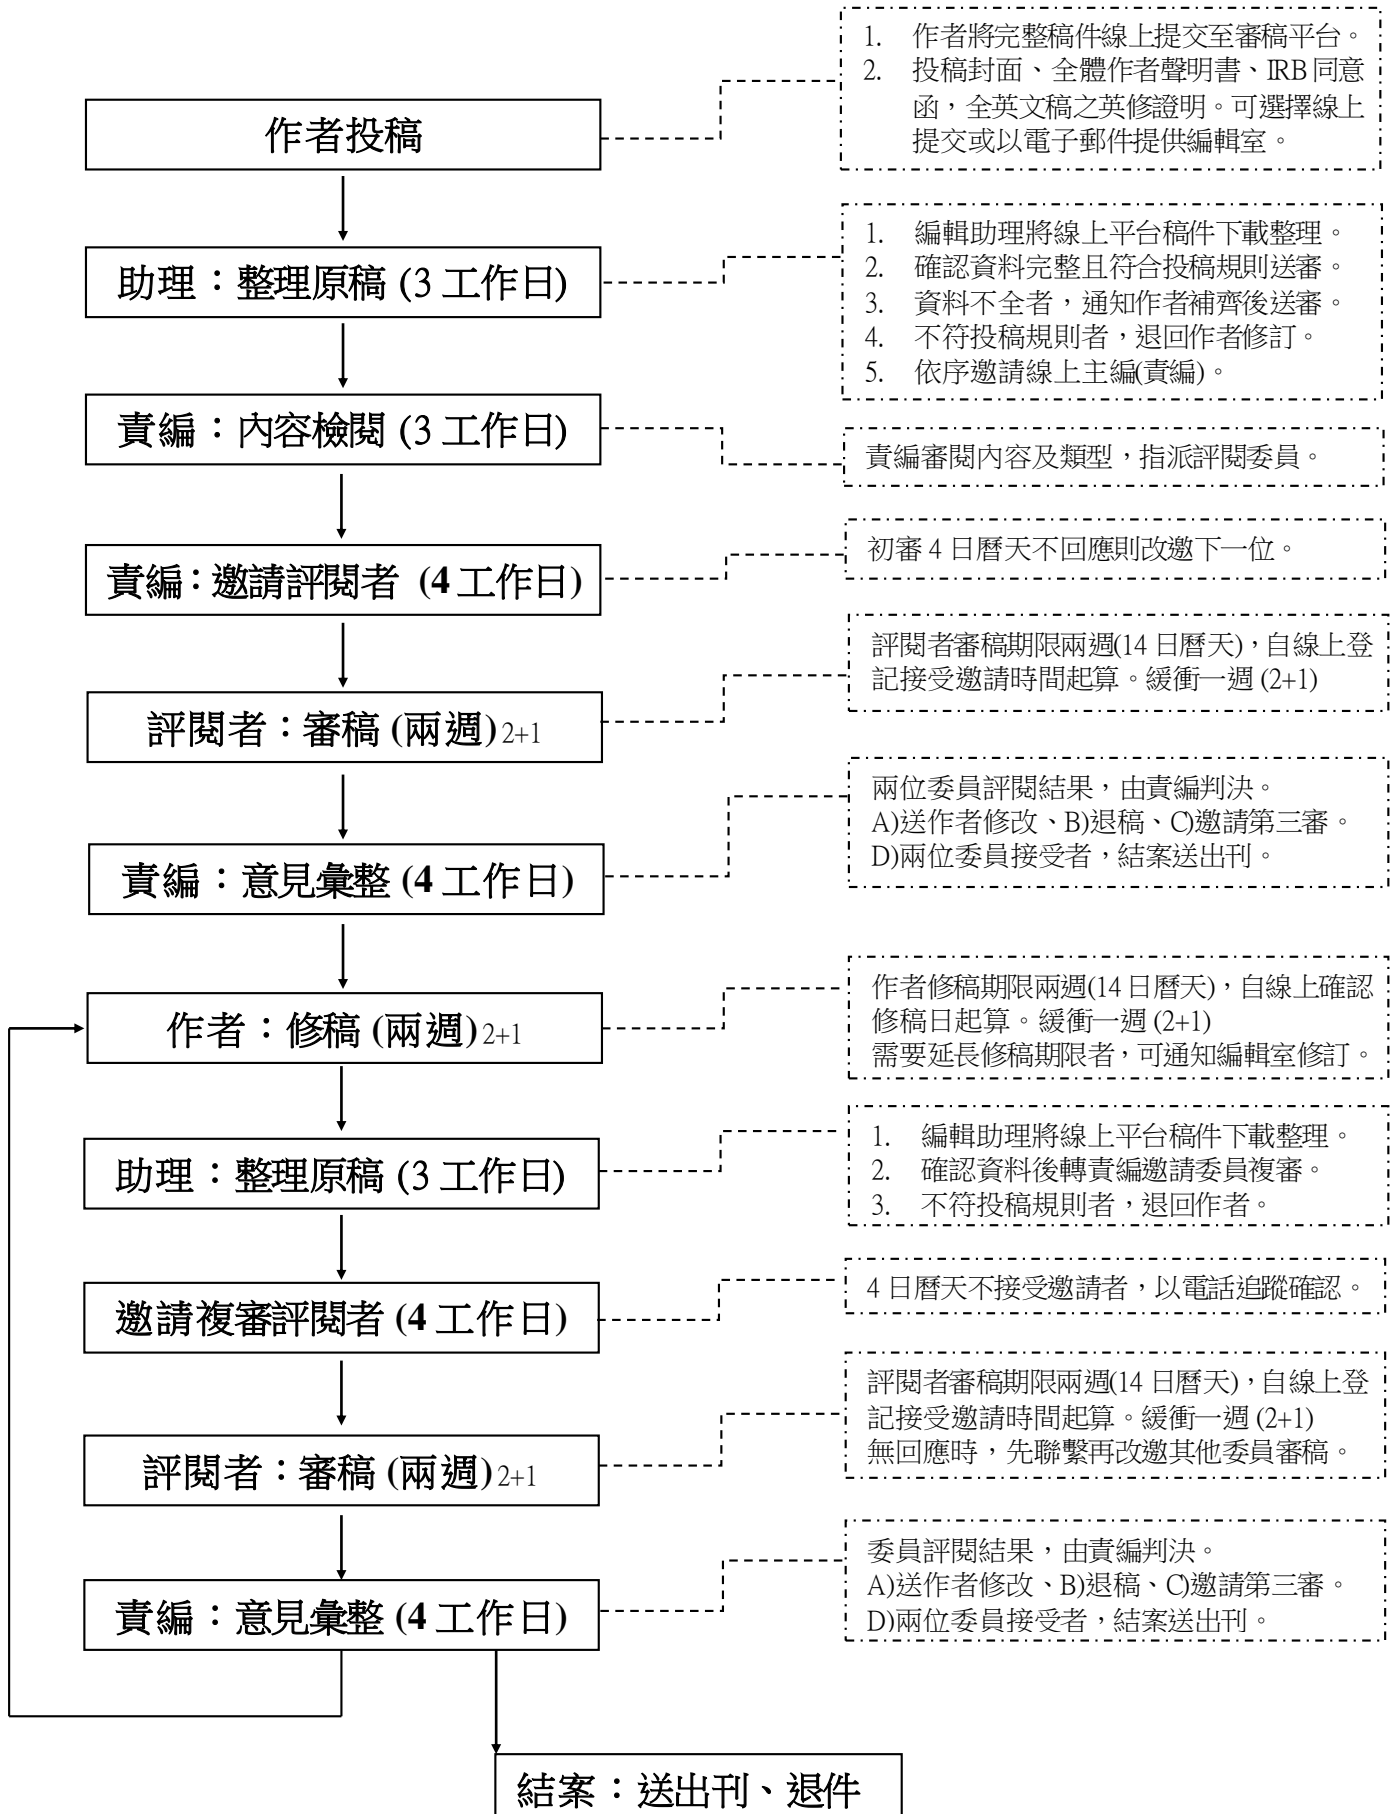 作者投稿
1. 作者將完整稿件線上提交至審稿平台。
2. 投稿封面、全體作者聲明書、IRB 同意
函，全英文稿之英修證明。可選擇線上
提交或以電子郵件提供編輯室。
助理：整理原稿 (3 工作日)
1. 編輯助理將線上平台稿件下載整理。
2. 確認資料完整且符合投稿規則送審。
3. 資料不全者，通知作者補齊後送審。
4. 不符投稿規則者，退回作者修訂。
5. 依序邀請線上主編(責編)。
責編：內容檢閱 (3 工作日)
責編審閱內容及類型，指派評閱委員。
責編：邀請評閱者 (4 工作日)
初審 4 日曆天不回應則改邀下一位。
評閱者：審稿 (兩週) 2+1
評閱者審稿期限兩週(14 日曆天)，自線上登
記接受邀請時間起算。緩衝一週 (2+1)
責編：意見彙整 (4 工作日)
兩位委員評閱結果，由責編判決。
A)送作者修改、B)退稿、C)邀請第三審。
D)兩位委員接受者，結案送出刊。
作者：修稿 (兩週) 2+1
作者修稿期限兩週(14 日曆天)，自線上確認
修稿日起算。緩衝一週 (2+1)
需要延長修稿期限者，可通知編輯室修訂。
助理：整理原稿 (3 工作日)
1. 編輯助理將線上平台稿件下載整理。
2. 確認資料後轉責編邀請委員複審。
3. 不符投稿規則者，退回作者。
邀請複審評閱者 (4 工作日)
4 日曆天不接受邀請者，以電話追蹤確認。
評閱者：審稿 (兩週) 2+1
評閱者審稿期限兩週(14 日曆天)，自線上登
記接受邀請時間起算。緩衝一週 (2+1)
無回應時，先聯繫再改邀其他委員審稿。
責編：意見彙整 (4 工作日)
委員評閱結果，由責編判決。
A)送作者修改、B)退稿、C)邀請第三審。
D)兩位委員接受者，結案送出刊。
結案：送出刊、退件